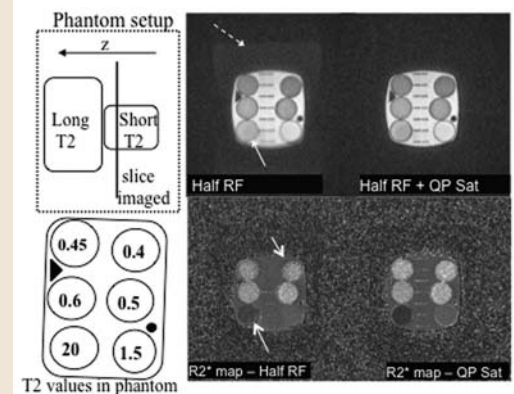 Phantom setup
z
Long T2
Short T2
slice imaged
Half RF
Half RF + QP Sat
0.45
0.4
0.6
0.5
20
1.5
T2 values in phantom
R2* map – Half RF
R2* map – QP Sat